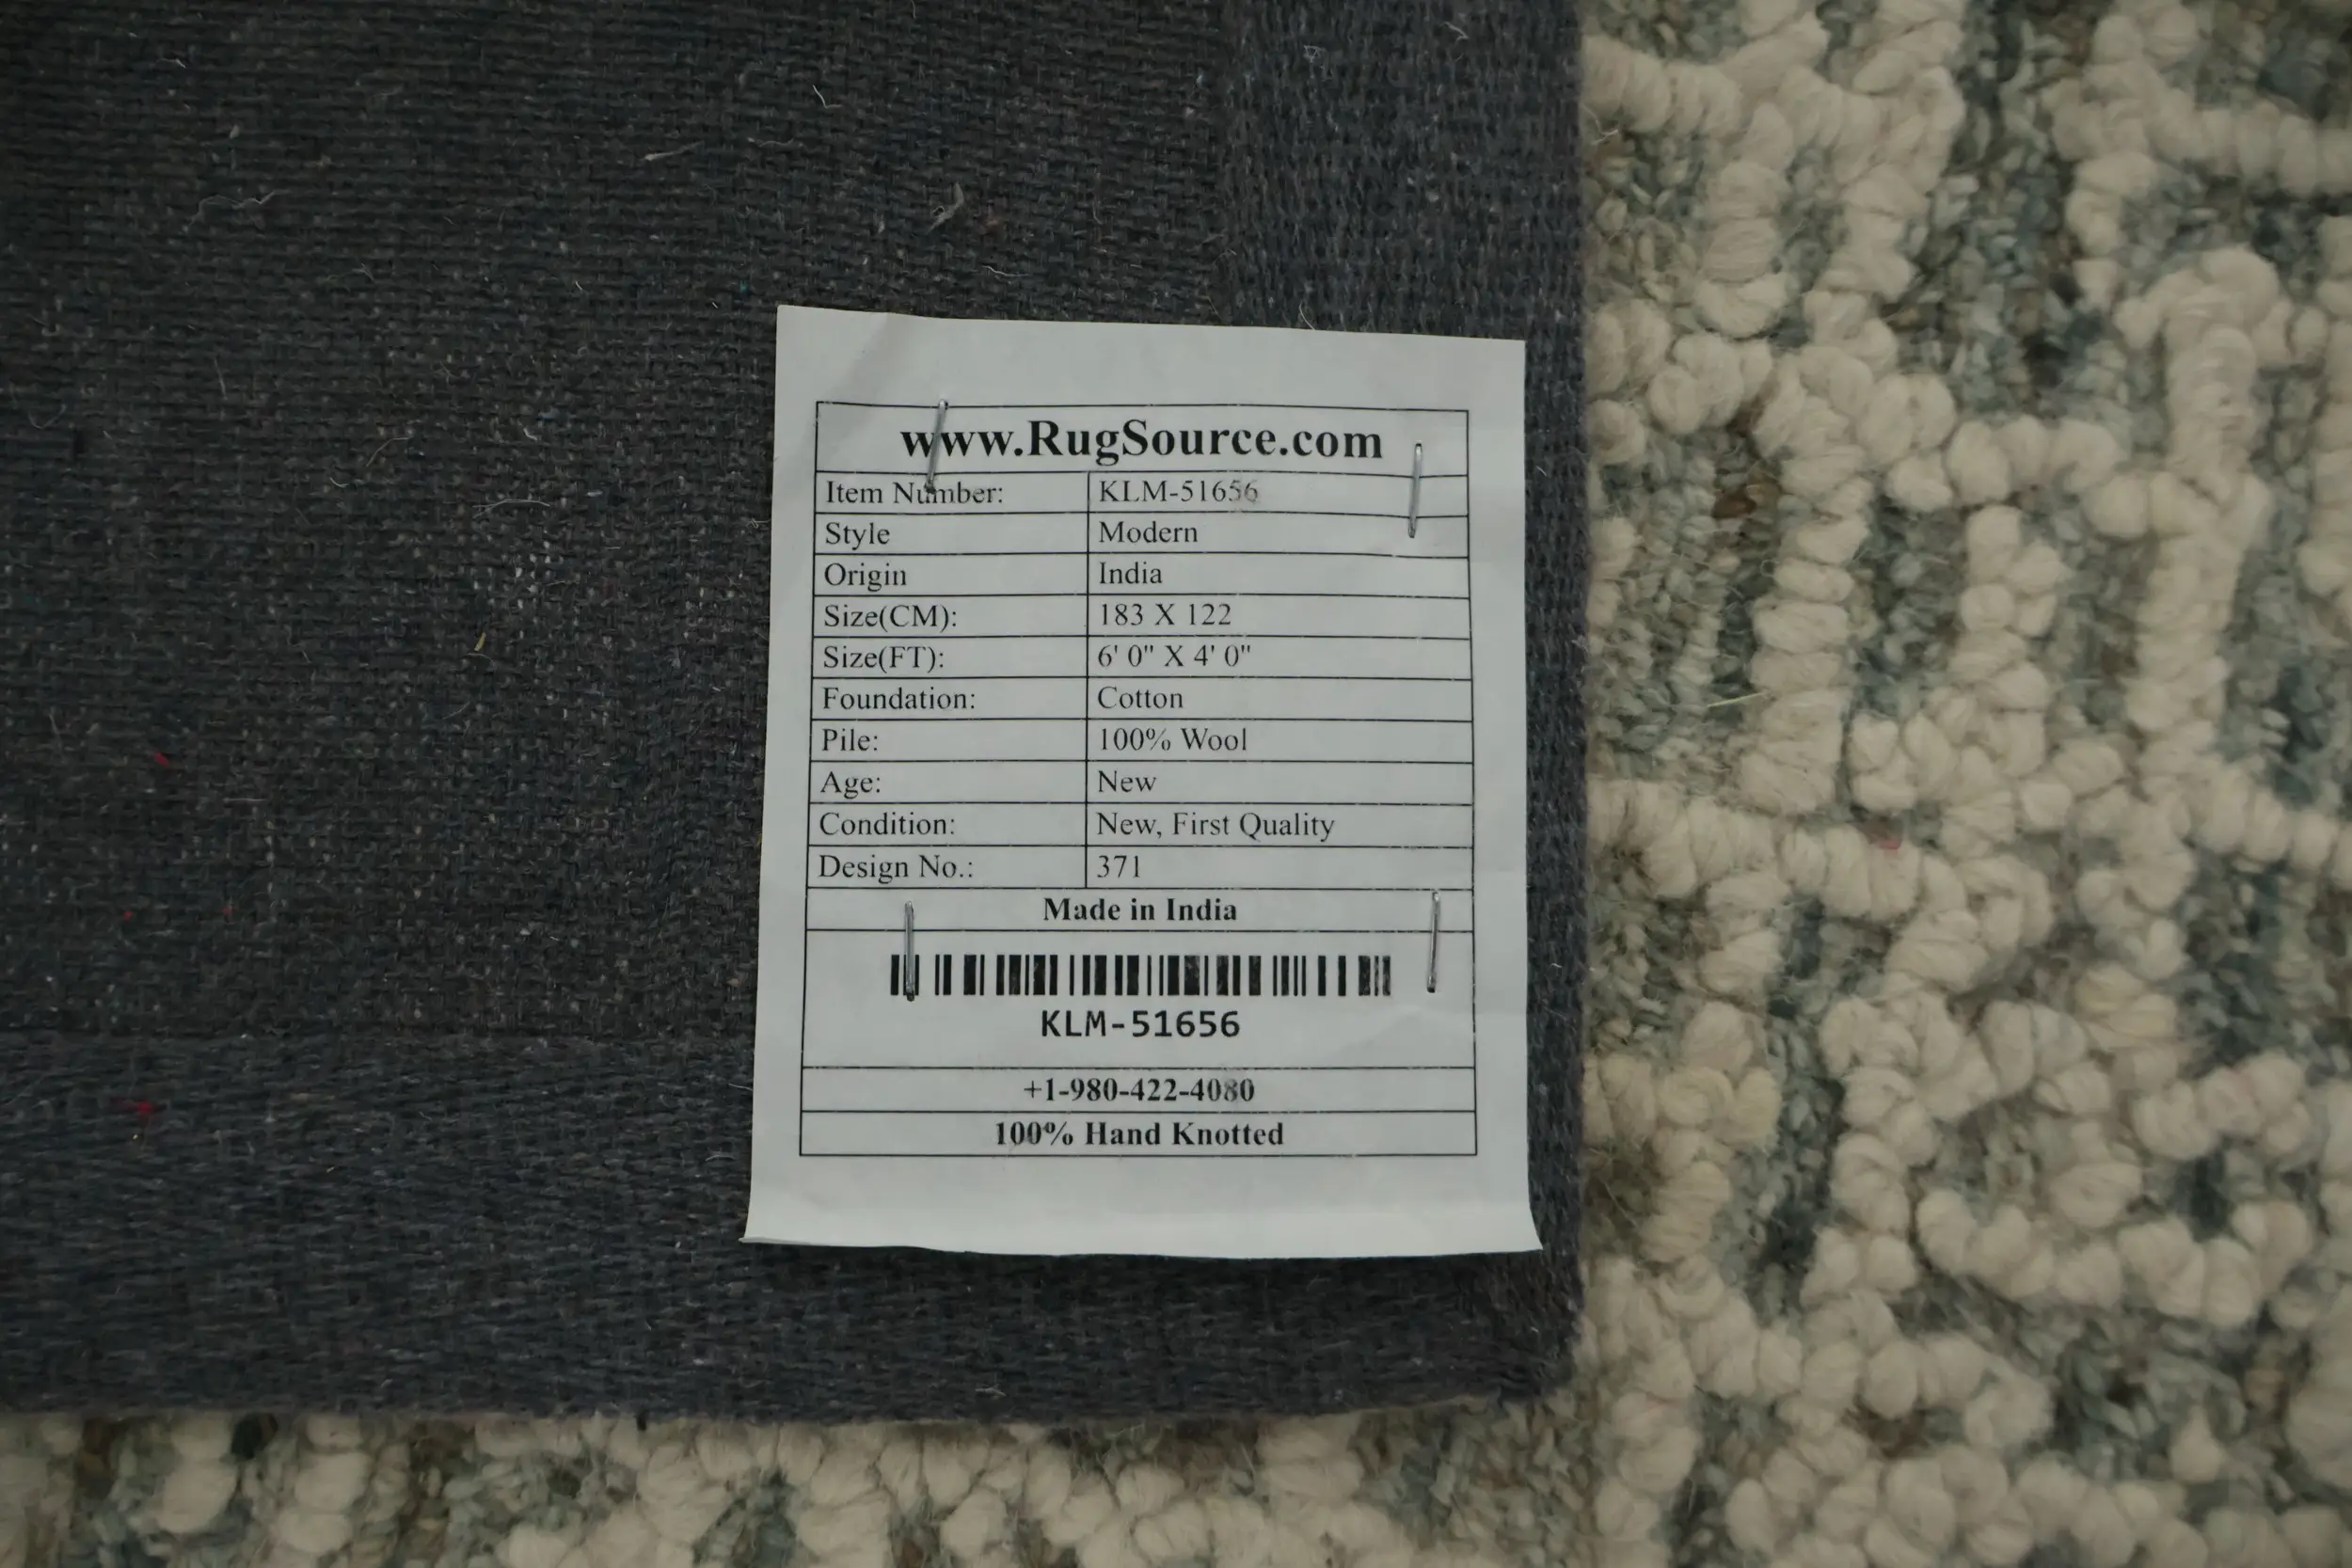 www.RugSource.com
Item Number: KLM-51656
Style Modern
Origin India
Size(CM): 183 X 122
Size(FT): 6' 0" X 4' 0"
Foundation: Cotton
Pile: 100% Wool
Age: New
Condition: New, First Quality
Design No.: 371
Made in India
KLM-51656
+1-980-422-4080
100% Hand Knotted